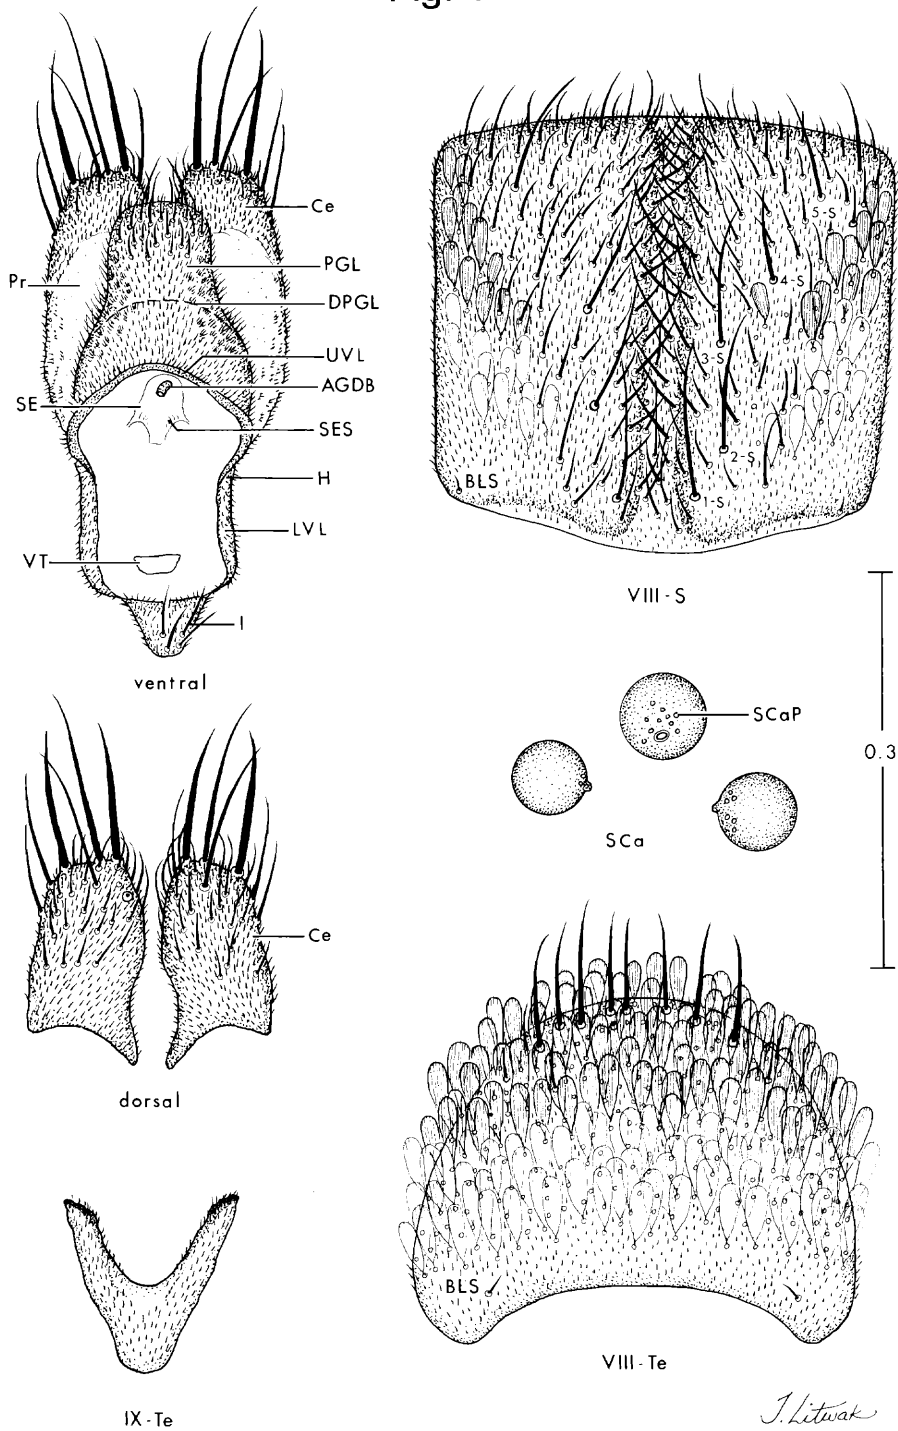 Ce
PGL
Pr
DPGL
UVL
AGDB
SE
SES
H
LVL
VT
I
ventral
5-S
4-S
3-S
2-S
BLS
1-S
VIII-S
SCaP
0.3
SCa
Ce
dorsal
BLS
VIII-Te
IX-Te
T. Litwak